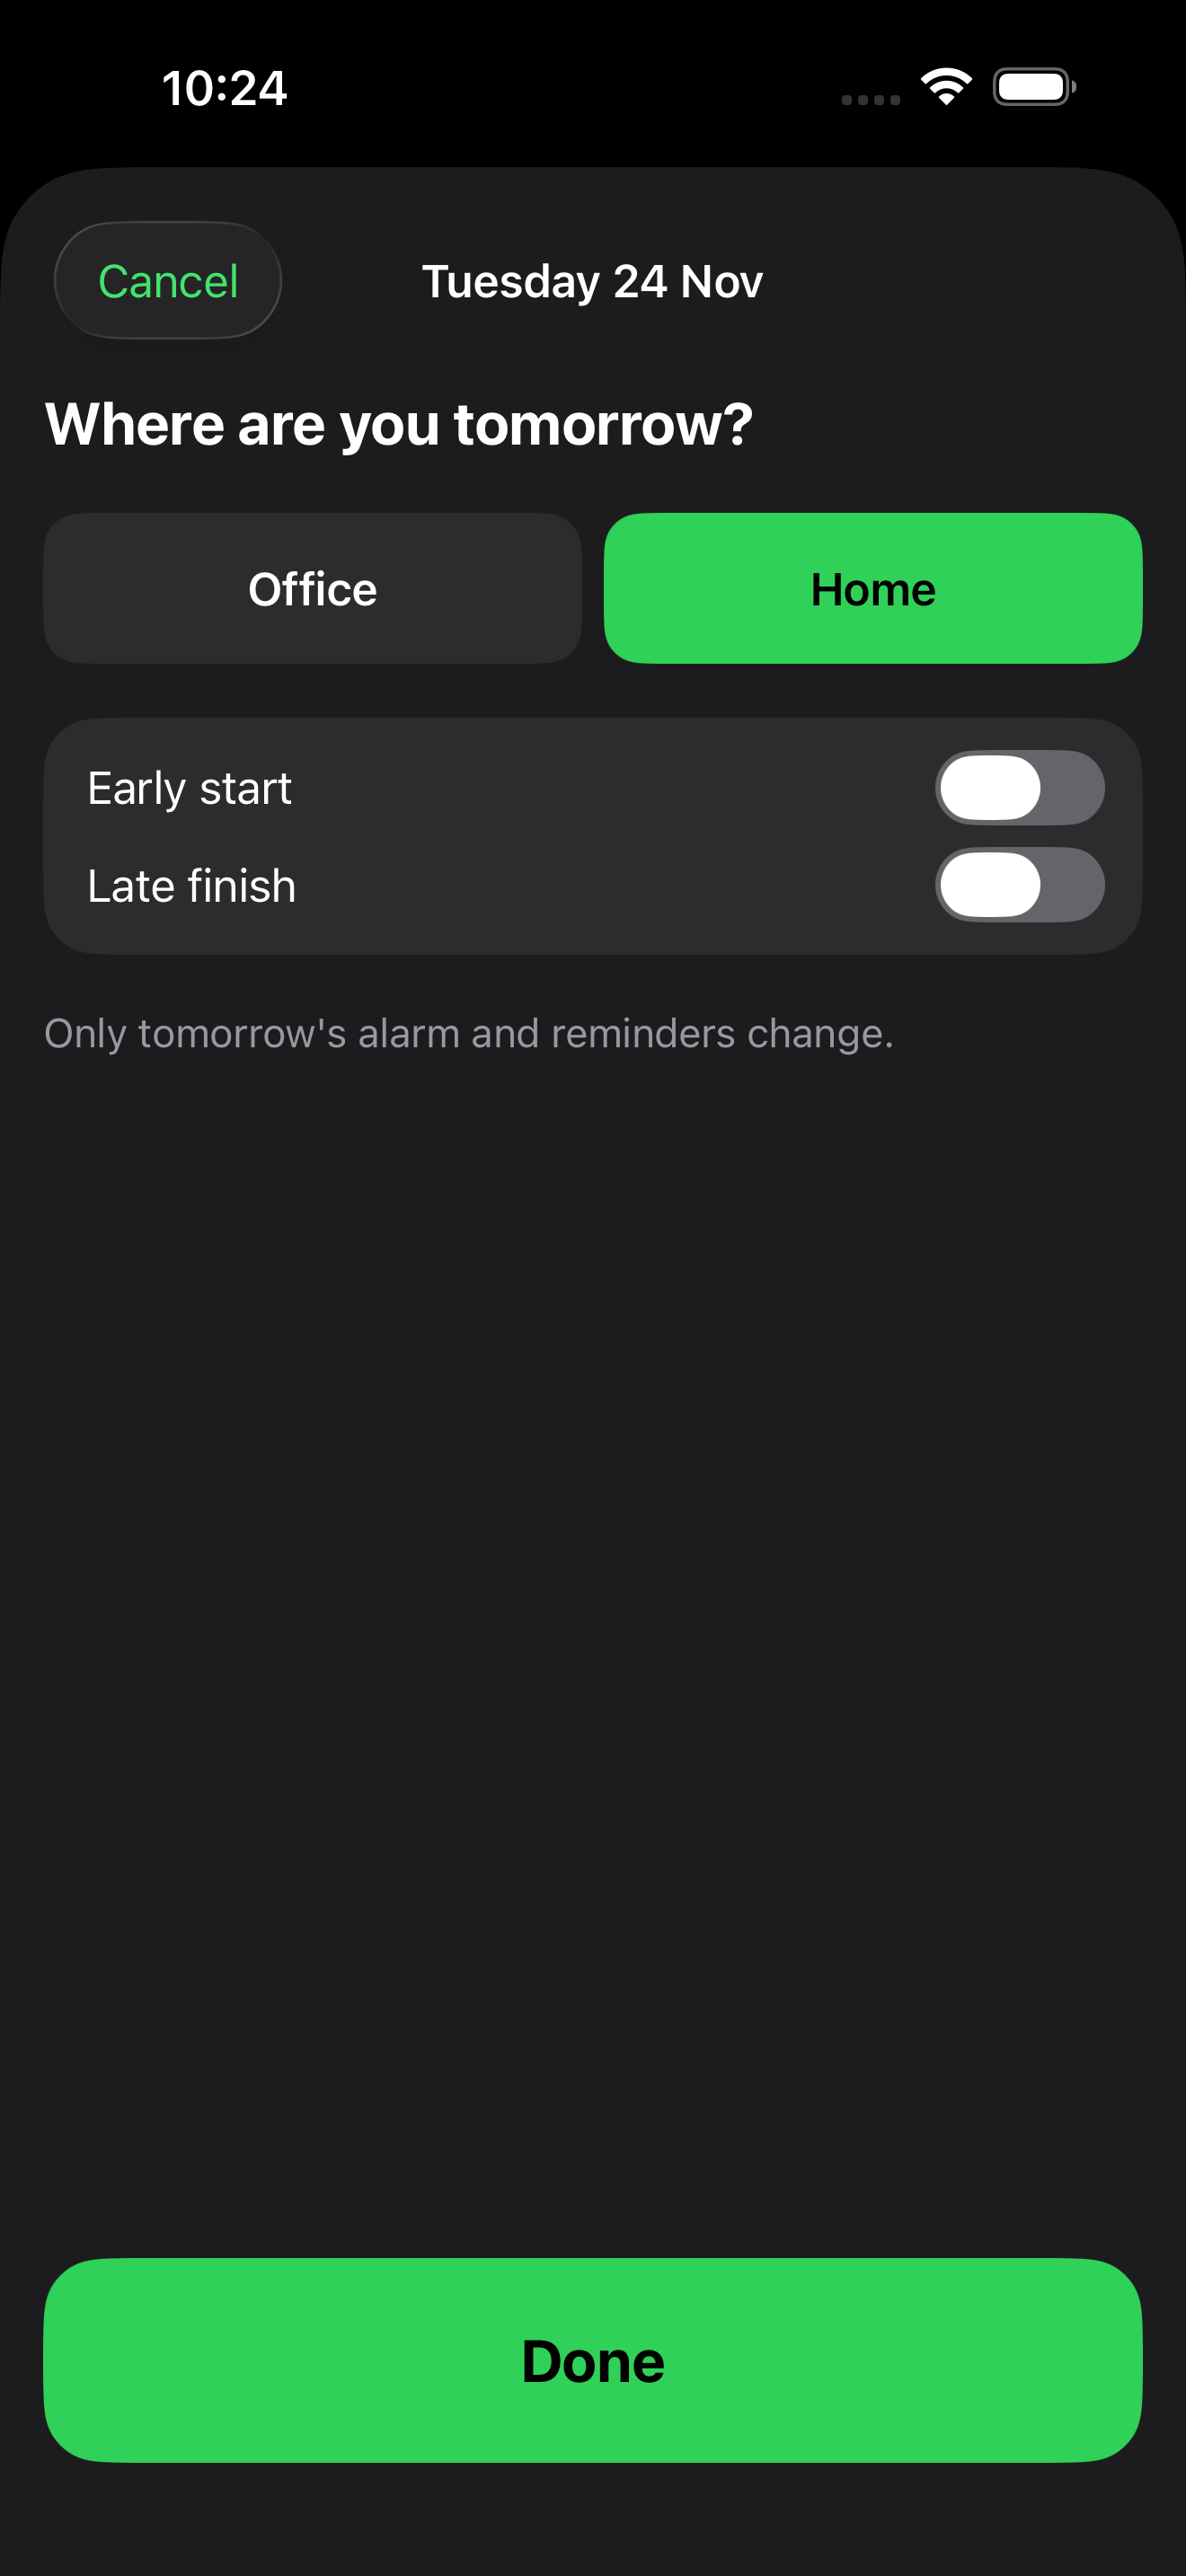 10:24
Cancel
Tuesday 24 Nov
Where are you tomorrow?
Office
Home
Early start
Late finish
Only tomorrow's alarm and reminders change.
Done